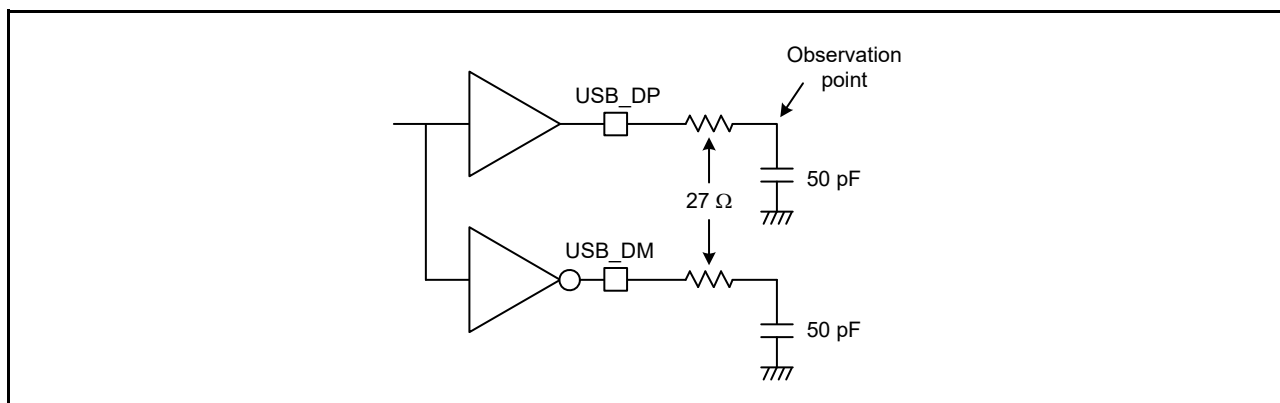 Observation
point
USB_DP
50 pF
27 Ω
USB_DM
50 pF